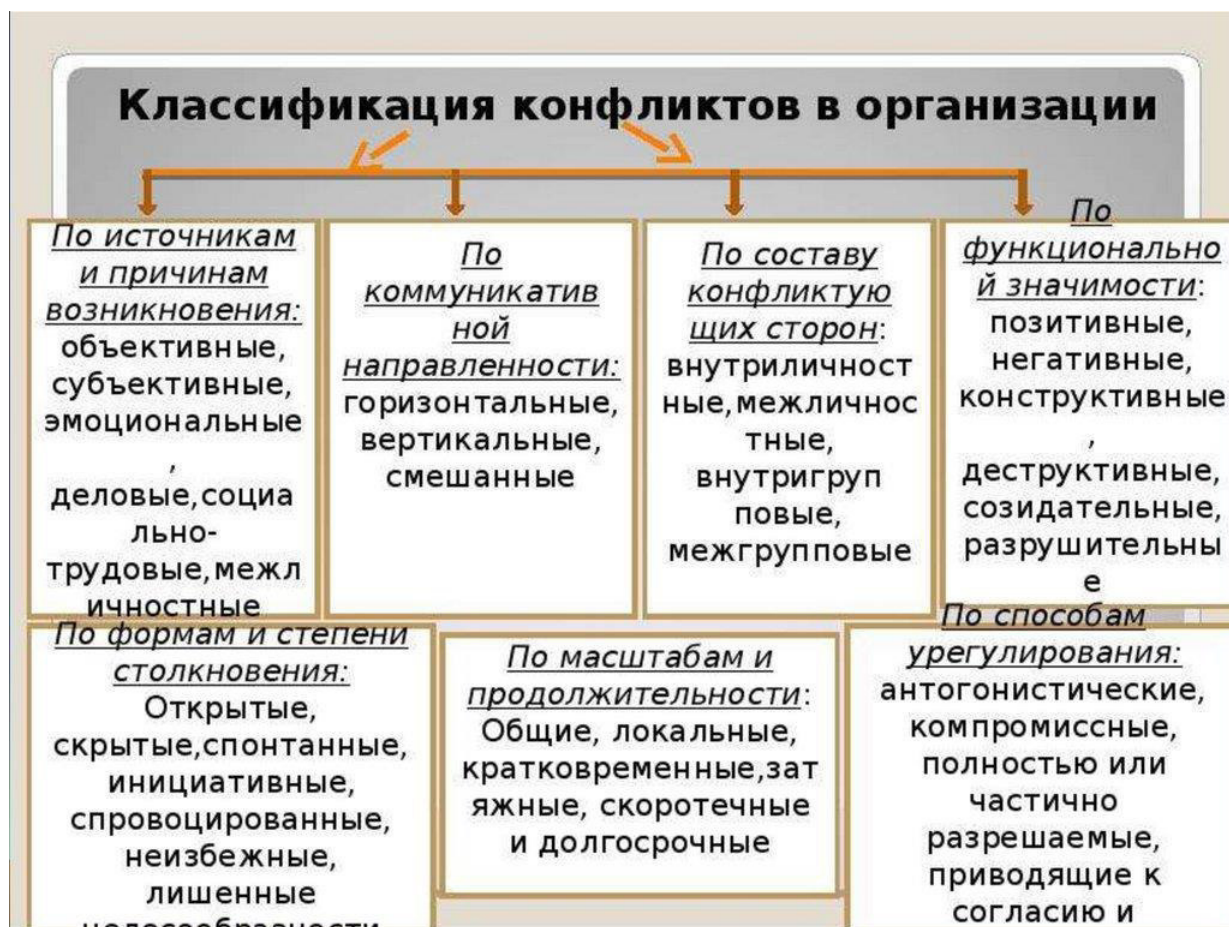 Классификация конфликтов в организации
По источникам
и причинам
возникновения:
объективные,
субъективные,
эмоциональные
,
деловые,социа
льно-
трудовые,межл
ичностные
По
коммуникатив
ной
направленности:
горизонтальные,
вертикальные,
смешанные
По составу
конфликтую
щих сторон:
внутриличност
ные,межличнос
тные,
внутригруп
повые,
межгрупповые
По
функционально
й значимости:
позитивные,
негативные,
конструктивные
,
деструктивные,
созидательные,
разрушительны
е
По формам и степени
столкновения:
Открытые,
скрытые,спонтанные,
инициативные,
спровоцированные,
неизбежные,
лишенные
целесообразности
По масштабам и
продолжительности:
Общие, локальные,
кратковременные,зат
яжные, скоротечные
и долгосрочные
По способам
урегулирования:
антогонистические,
компромиссные,
полностью или
частично
разрешаемые,
приводящие к
согласию и